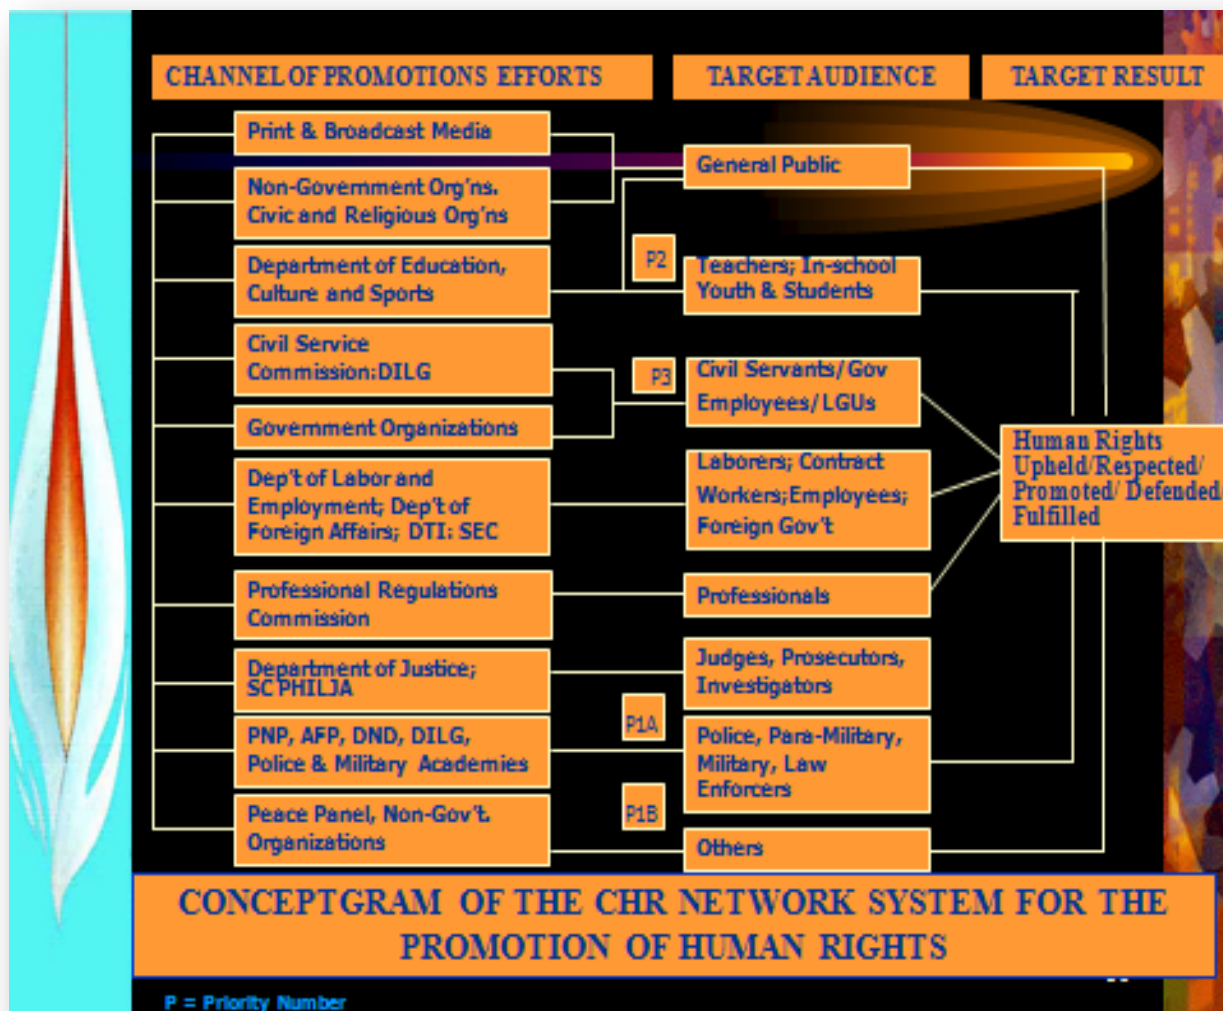 CHANNEL OF PROMOTIONS EFFORTS
TARGET AUDIENCE
TARGET RESULT
Print & Broadcast Media
Non-Government Org'ns.
Civic and Religious Org'ns
Department of Education,
Culture and Sports
Civil Service
Commission:DILG
Government Organizations
Dep't of Labor and
Employment; Dep't of
Foreign Affairs; DTI: SEC
Professional Regulations
Commission
Department of Justice;
SC PHILJA
PNP, AFP, DND, DILG,
Police & Military Academies
Peace Panel, Non-Gov't.
Organizations
P2
P3
P1A
P1B
General Public
Teachers; In-school
Youth & Students
Civil Servants/Gov
Employees/LGUs
Laborers; Contract
Workers;Employees;
Foreign Gov't
Professionals
Judges, Prosecutors,
Investigators
Police, Para-Military,
Military, Law
Enforcers
Others
Human Rights
Upheld/Respected/
Promoted/ Defended/
Fulfilled
CONCEPTGRAM OF THE CHR NETWORK SYSTEM FOR THE
PROMOTION OF HUMAN RIGHTS
P = Priority Number